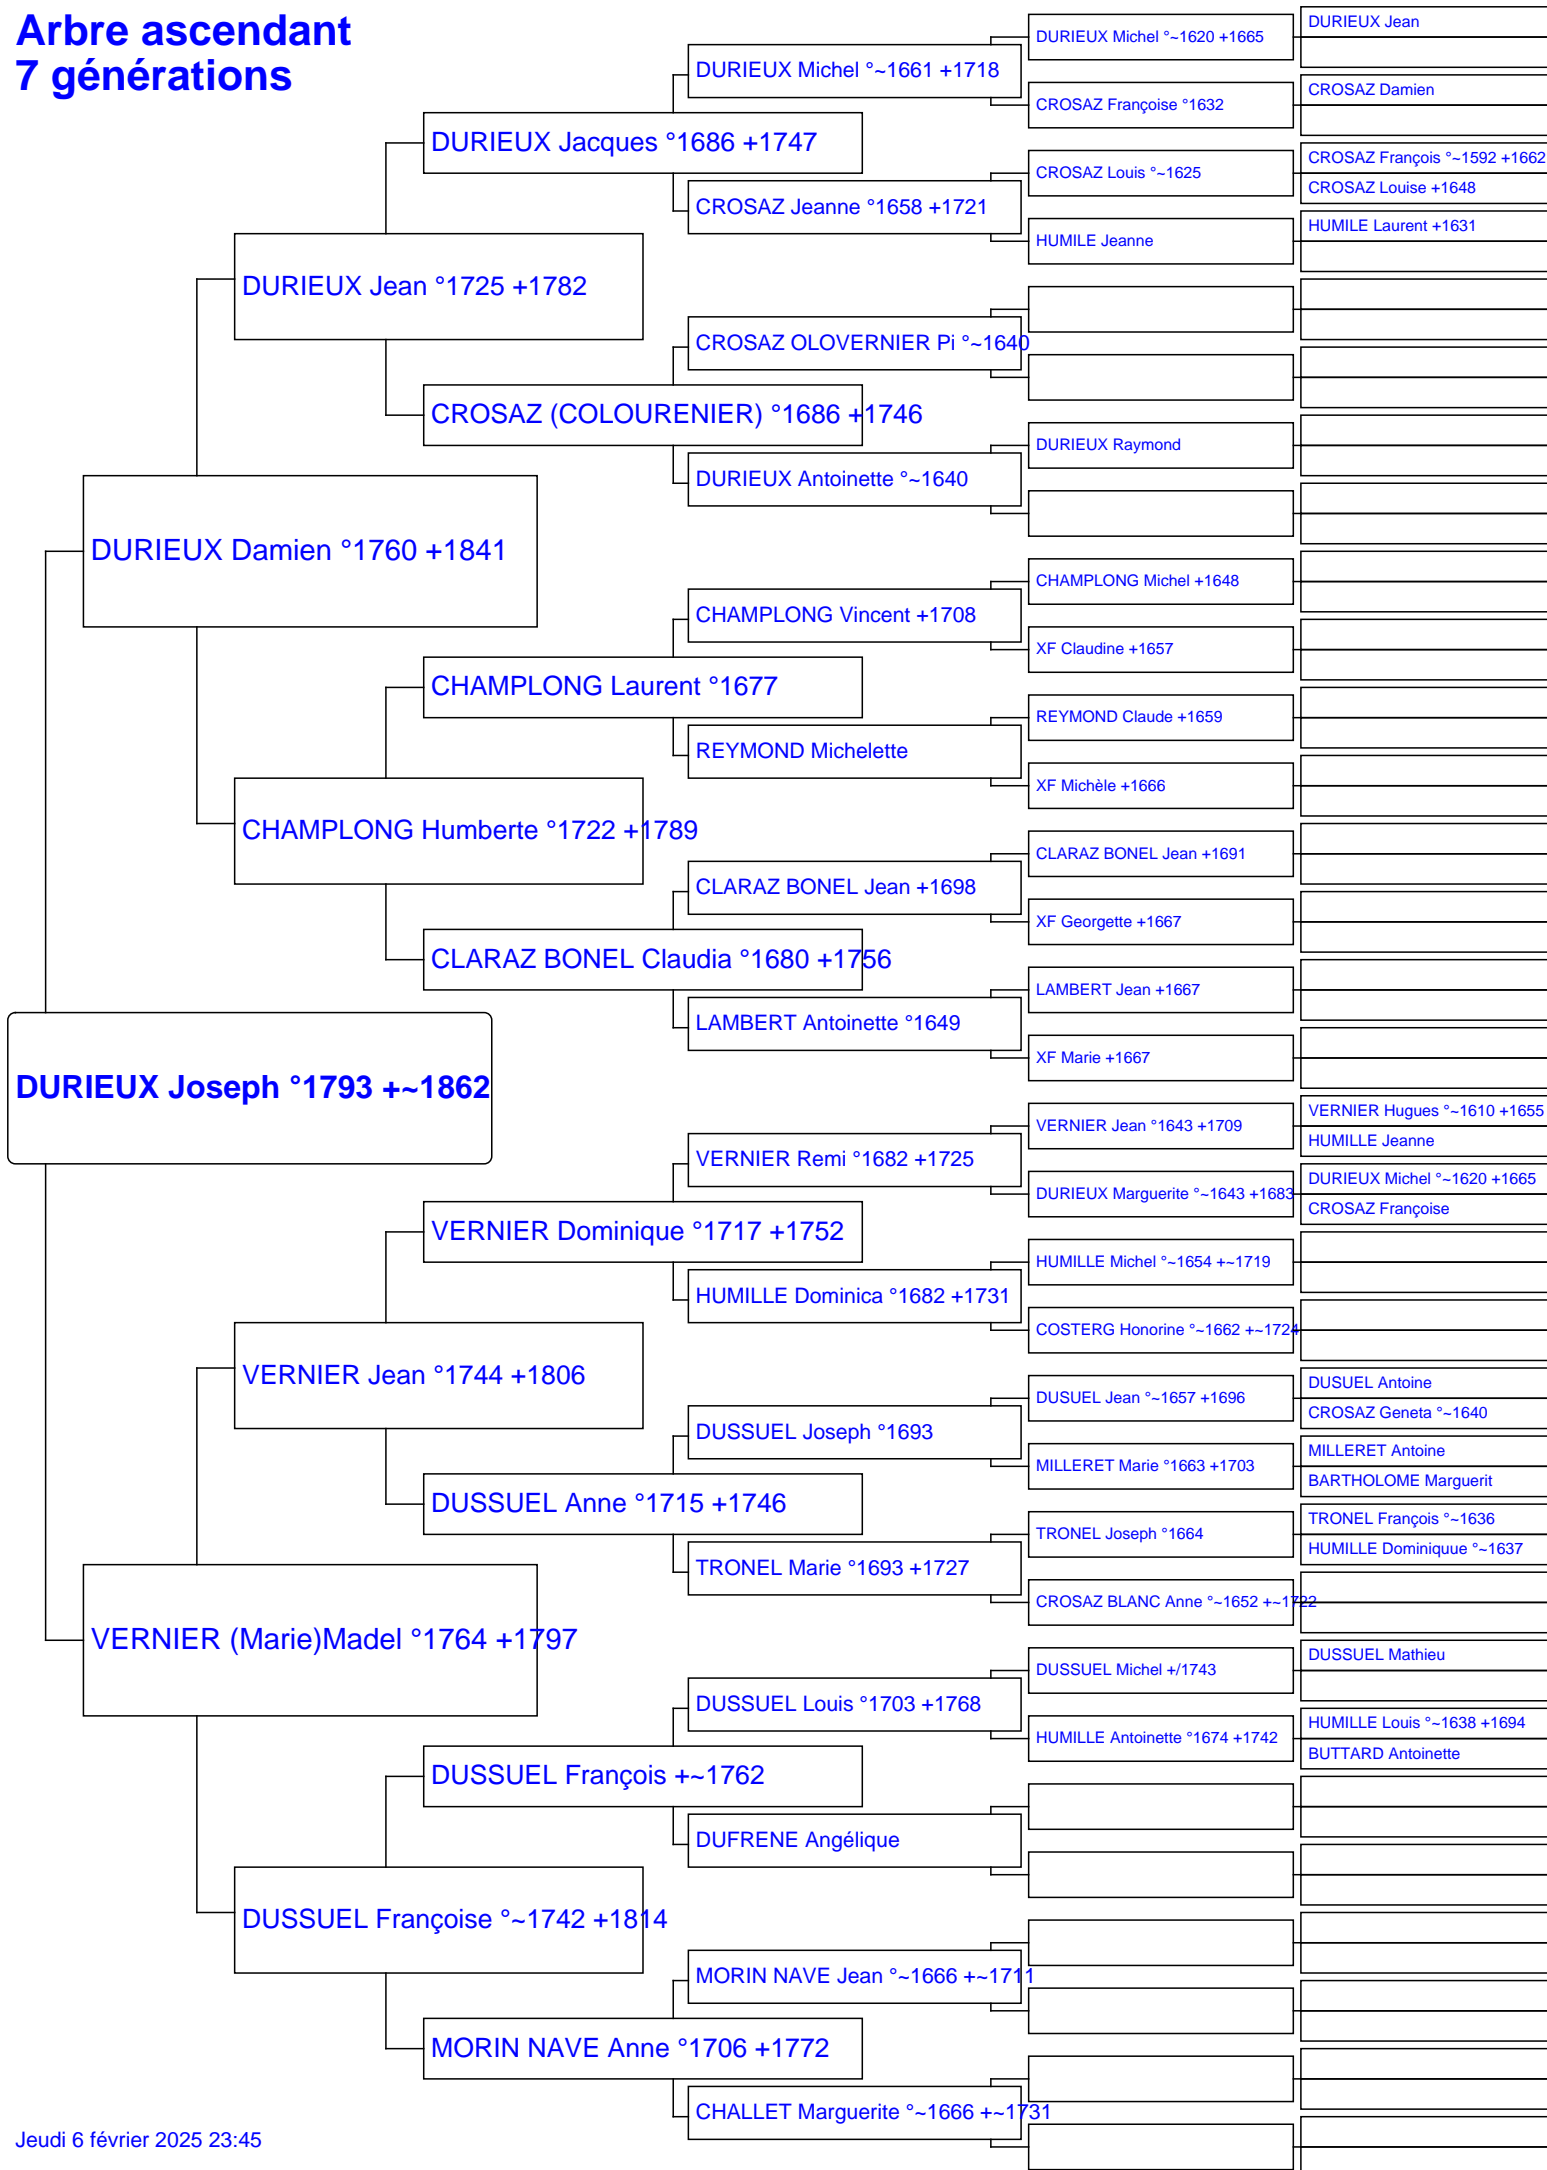 Arbre ascendant
7 générations
DURIEUX Joseph °1793 +~1862
DURIEUX Damien °1760 +1841
VERNIER (Marie)Madel °1764 +1797
DURIEUX Jean °1725 +1782
CHAMPLONG Humberte °1722 +1789
VERNIER Jean °1744 +1806
DUSSUEL Françoise °~1742 +1814
DURIEUX Jacques °1686 +1747
CROSAZ (COLOURENIER) °1686 +1746
CHAMPLONG Laurent °1677
CLARAZ BONEL Claudia °1680 +1756
VERNIER Dominique °1717 +1752
DUSSUEL Anne °1715 +1746
DUSSUEL François +~1762
MORIN NAVE Anne °1706 +1772
DURIEUX Michel °~1661 +1718
CROSAZ Jeanne °1658 +1721
CROSAZ OLOVERNIER Pi °~1640
DURIEUX Antoinette °~1640
CHAMPLONG Vincent +1708
REYMOND Michelette
CLARAZ BONEL Jean +1698
LAMBERT Antoinette °1649
VERNIER Remi °1682 +1725
HUMILLE Dominica °1682 +1731
DUSSUEL Joseph °1693
TRONEL Marie °1693 +1727
DUSSUEL Louis °1703 +1768
DUFRENE Angélique
MORIN NAVE Jean °~1666 +~1711
CHALLET Marguerite °~1666 +~1731
DURIEUX Michel °~1620 +1665
CROSAZ Françoise °1632
CROSAZ Louis °~1625
HUMILE Jeanne
DURIEUX Raymond
CHAMPLONG Michel +1648
XF Claudine +1657
REYMOND Claude +1659
XF Michèle +1666
CLARAZ BONEL Jean +1691
XF Georgette +1667
LAMBERT Jean +1667
XF Marie +1667
VERNIER Jean °1643 +1709
DURIEUX Marguerite °~1643 +1683
HUMILLE Michel °~1654 +~1719
COSTERG Honorine °~1662 +~1724
DUSUEL Jean °~1657 +1696
MILLERET Marie °1663 +1703
TRONEL Joseph °1664
CROSAZ BLANC Anne °~1652 +~1722
DUSSUEL Michel +/1743
HUMILLE Antoinette °1674 +1742
DURIEUX Jean
CROSAZ Damien
CROSAZ François °~1592 +1662
CROSAZ Louise +1648
HUMILE Laurent +1631
VERNIER Hugues °~1610 +1655
HUMILLE Jeanne
DURIEUX Michel °~1620 +1665
CROSAZ Françoise
DUSUEL Antoine
CROSAZ Geneta °~1640
MILLERET Antoine
BARTHOLOME Marguerit
TRONEL François °~1636
HUMILLE Dominiquue °~1637
DUSSUEL Mathieu
HUMILLE Louis °~1638 +1694
BUTTARD Antoinette
Jeudi 6 février 2025 23:45